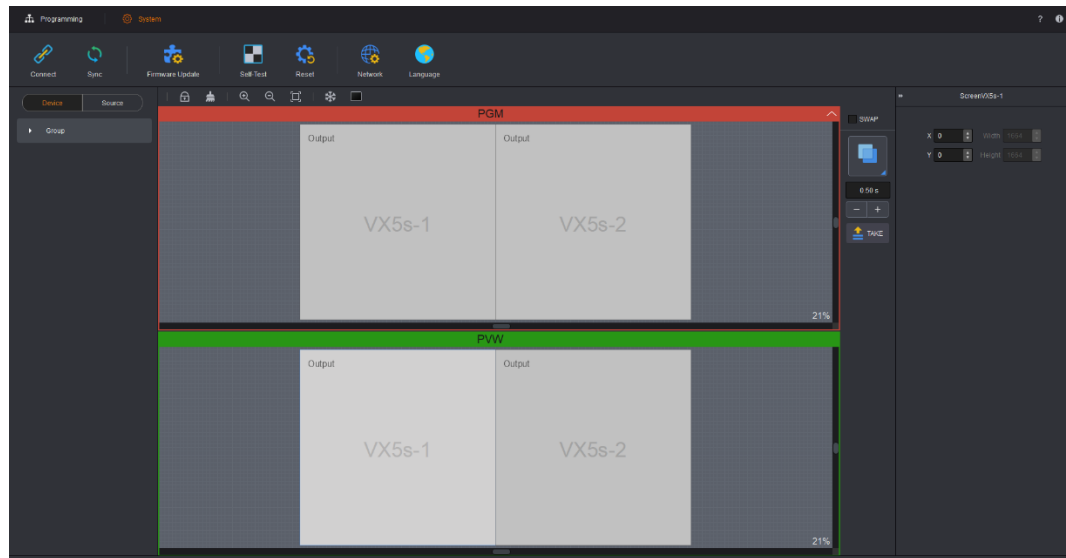 Programming System
? 
Connect Sync Firmware Update Self-Test Reset Network Language
Device Source
Group
PGM
Output Output
VX5s-1 VX5s-2
21%
PVW
Output Output
VX5s-1 VX5s-2
21%
SWAP
0.50 s
- +
TAKE
ScreenVX5s-1
X 0 Width
Y 0 Height